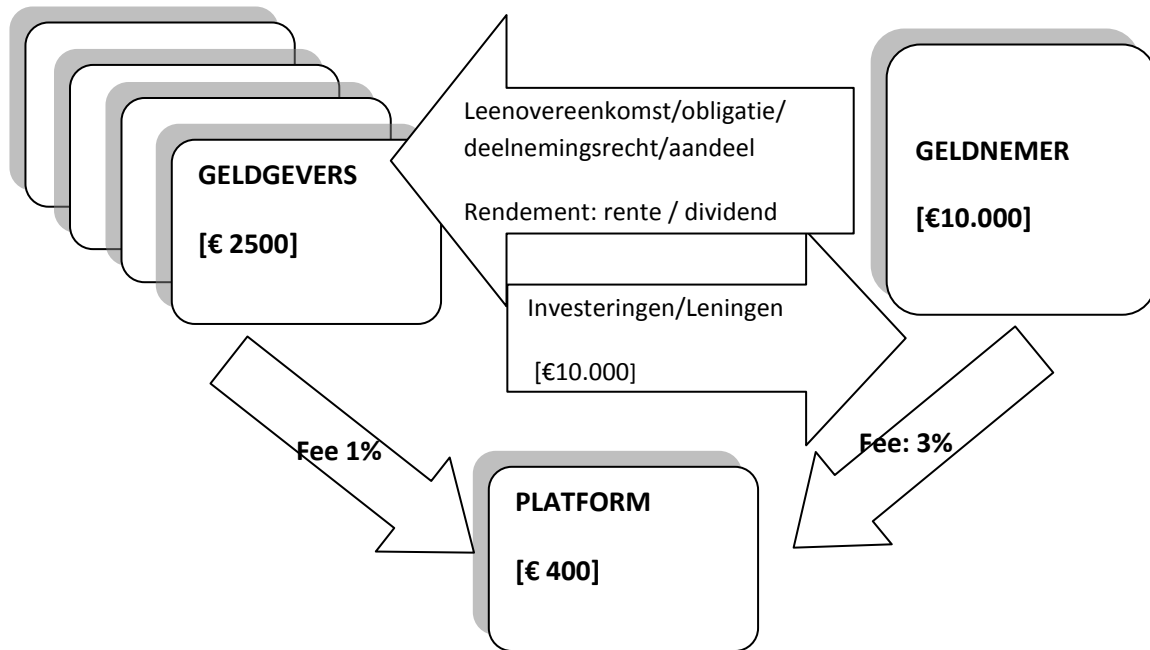 GELDGEVERS
[€ 2500]
Leenovereenkomst/obligatie/
deelnemingsrecht/aandeel
Rendement: rente / dividend
GELDNEMER
[€10.000]
Investeringen/Leningen
[€10.000]
Fee 1%
Fee: 3%
PLATFORM
[€ 400]